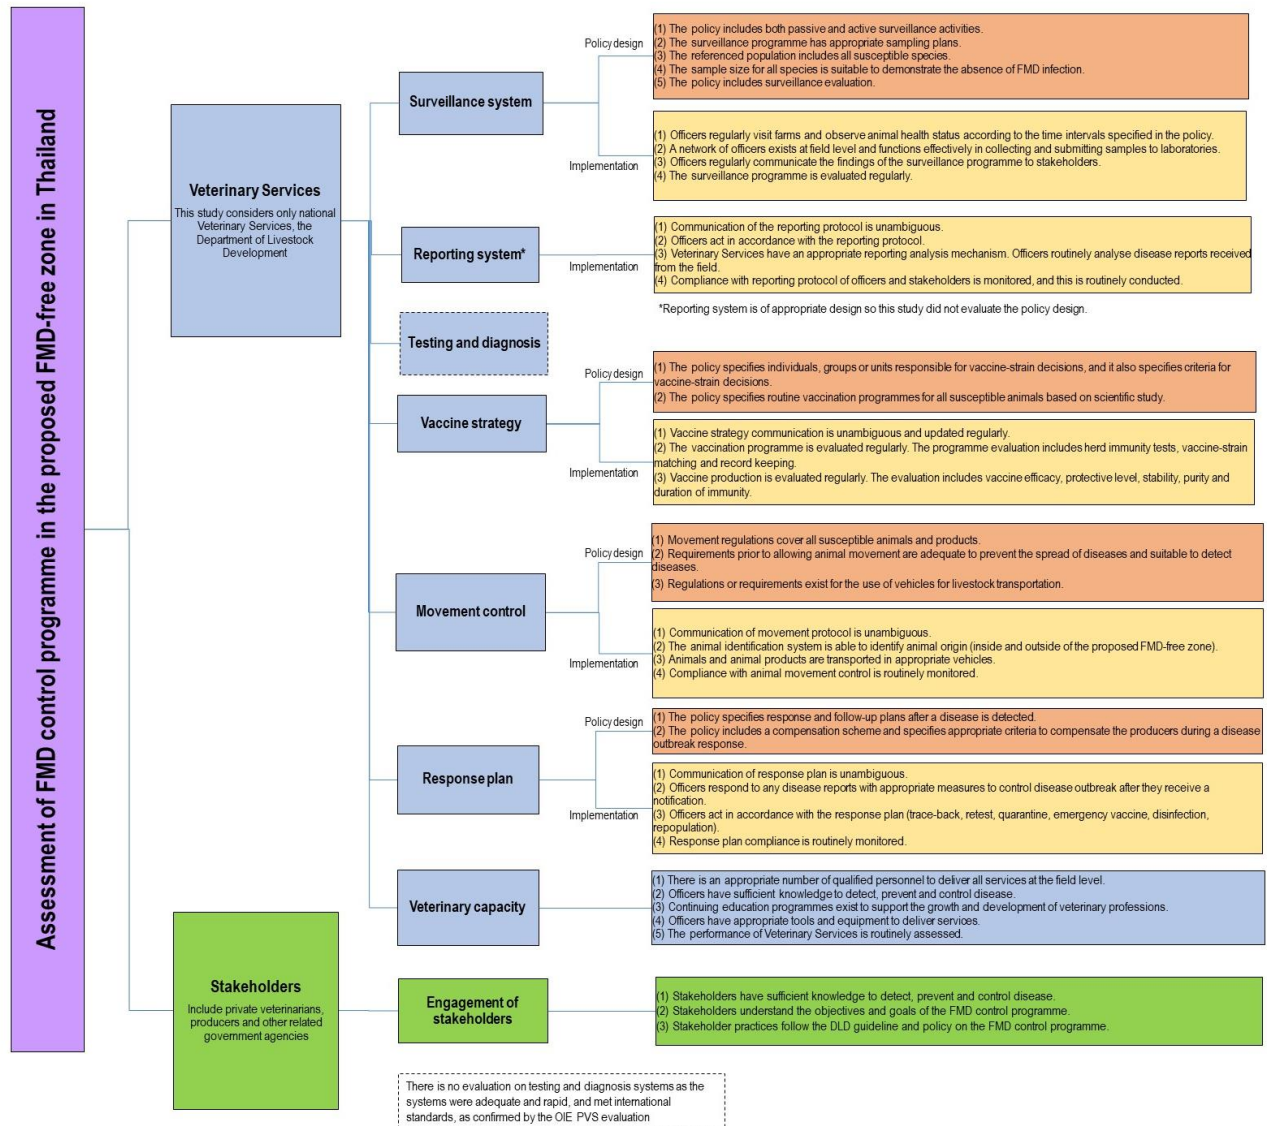 Assessment of FMD control programme in the proposed FMD-free zone in Thailand
Veterinary Services
This study considers only national
Veterinary Services, the
Department of Livestock
Development
Surveillance system
Policy design
(1) The policy includes both passive and active surveillance activities.
(2) The surveillance programme has appropriate sampling plans.
(3) The referenced population includes all susceptible species.
(4) The sample size for all species is suitable to demonstrate the absence of FMD infection.
(5) The policy includes surveillance evaluation.
Implementation
(1) Officers regularly visit farms and observe animal health status according to the time intervals specified in the policy.
(2) A network of officers exists at field level and functions effectively in collecting and submitting samples to laboratories.
(3) Officers regularly communicate the findings of the surveillance programme to stakeholders.
(4) The surveillance programme is evaluated regularly.
Reporting system*
Implementation
(1) Communication of the reporting protocol is unambiguous.
(2) Officers act in accordance with the reporting protocol.
(3) Veterinary Services have an appropriate reporting analysis mechanism. Officers routinely analyse disease reports received
from the field.
(4) Compliance with reporting protocol of officers and stakeholders is monitored, and this is routinely conducted.
*Reporting system is of appropriate design so this study did not evaluate the policy design.
Testing and diagnosis
Vaccine strategy
Policy design
(1) The policy specifies individuals, groups or units responsible for vaccine-strain decisions, and it also specifies criteria for
vaccine-strain decisions.
(2) The policy specifies routine vaccination programmes for all susceptible animals based on scientific study.
Implementation
(1) Vaccine strategy communication is unambiguous and updated regularly.
(2) The vaccination programme is evaluated regularly. The programme evaluation includes herd immunity tests, vaccine-strain
matching and record keeping.
(3) Vaccine production is evaluated regularly. The evaluation includes vaccine efficacy, protective level, stability, purity and
duration of immunity.
Movement control
Policy design
(1) Movement regulations cover all susceptible animals and products.
(2) Requirements prior to allowing animal movement are adequate to prevent the spread of diseases and suitable to detect
diseases.
(3) Regulations or requirements exist for the use of vehicles for livestock transportation.
Implementation
(1) Communication of movement protocol is unambiguous.
(2) The animal identification system is able to identify animal origin (inside and outside of the proposed FMD-free zone).
(3) Animals and animal products are transported in appropriate vehicles.
(4) Compliance with animal movement control is routinely monitored.
Response plan
Policy design
(1) The policy specifies response and follow-up plans after a disease is detected.
(2) The policy includes a compensation scheme and specifies appropriate criteria to compensate the producers during a disease
outbreak response.
Implementation
(1) Communication of response plan is unambiguous.
(2) Officers respond to any disease reports with appropriate measures to control disease outbreak after they receive a
notification.
(3) Officers act in accordance with the response plan (trace-back, retest, quarantine, emergency vaccine, disinfection,
repopulation).
(4) Response plan compliance is routinely monitored.
Veterinary capacity
(1) There is an appropriate number of qualified personnel to deliver all services at the field level.
(2) Officers have sufficient knowledge to detect, prevent and control disease.
(3) Continuing education programmes exist to support the growth and development of veterinary professions.
(4) Officers have appropriate tools and equipment to deliver services.
(5) The performance of Veterinary Services is routinely assessed.
Stakeholders
Include private veterinarians,
producers and other related
government agencies
Engagement of
stakeholders
(1) Stakeholders have sufficient knowledge to detect, prevent and control disease.
(2) Stakeholders understand the objectives and goals of the FMD control programme.
(3) Stakeholder practices follow the DLD guideline and policy on the FMD control programme.
There is no evaluation on testing and diagnosis systems as the
systems were adequate and rapid, and met international
standards, as confirmed by the OIE PVS evaluation